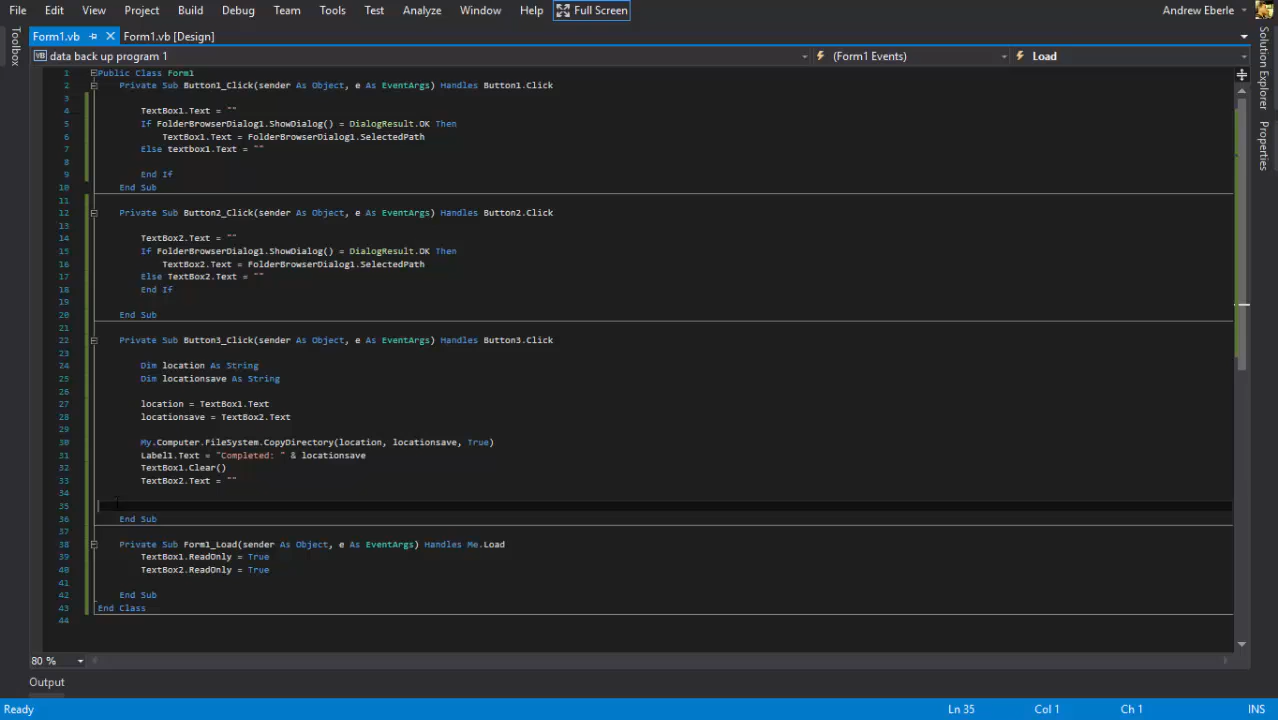 File Edit View Project Build Debug Team Tools Test Analyze Window Help Full Screen Andrew Eberle
Form1.vb Form1.vb [Design]
VB data back up program 1 (Form1 Events) Load
Toolbox
Solution Explorer
Properties
1 Public Class Form1
2 Private Sub Button1_Click(sender As Object, e As EventArgs) Handles Button1.Click
3
4 TextBox1.Text = ""
5 If FolderBrowserDialog1.ShowDialog() = DialogResult.OK Then
6 TextBox1.Text = FolderBrowserDialog1.SelectedPath
7 Else textbox1.Text = ""
8
9 End If
10 End Sub
11
12 Private Sub Button2_Click(sender As Object, e As EventArgs) Handles Button2.Click
13
14 TextBox2.Text = ""
15 If FolderBrowserDialog1.ShowDialog() = DialogResult.OK Then
16 TextBox2.Text = FolderBrowserDialog1.SelectedPath
17 Else TextBox2.Text = ""
18 End If
19
20 End Sub
21
22 Private Sub Button3_Click(sender As Object, e As EventArgs) Handles Button3.Click
23
24 Dim location As String
25 Dim locationsave As String
26
27 location = TextBox1.Text
28 locationsave = TextBox2.Text
29
30 My.Computer.FileSystem.CopyDirectory(location, locationsave, True)
31 Label1.Text = "Completed: " & locationsave
32 TextBox1.Clear()
33 TextBox2.Text = ""
34
35
36 End Sub
37
38 Private Sub Form1_Load(sender As Object, e As EventArgs) Handles Me.Load
39 TextBox1.ReadOnly = True
40 TextBox2.ReadOnly = True
41
42 End Sub
43 End Class
44
80 %
Output
Ready Ln 35 Col 1 Ch 1 INS